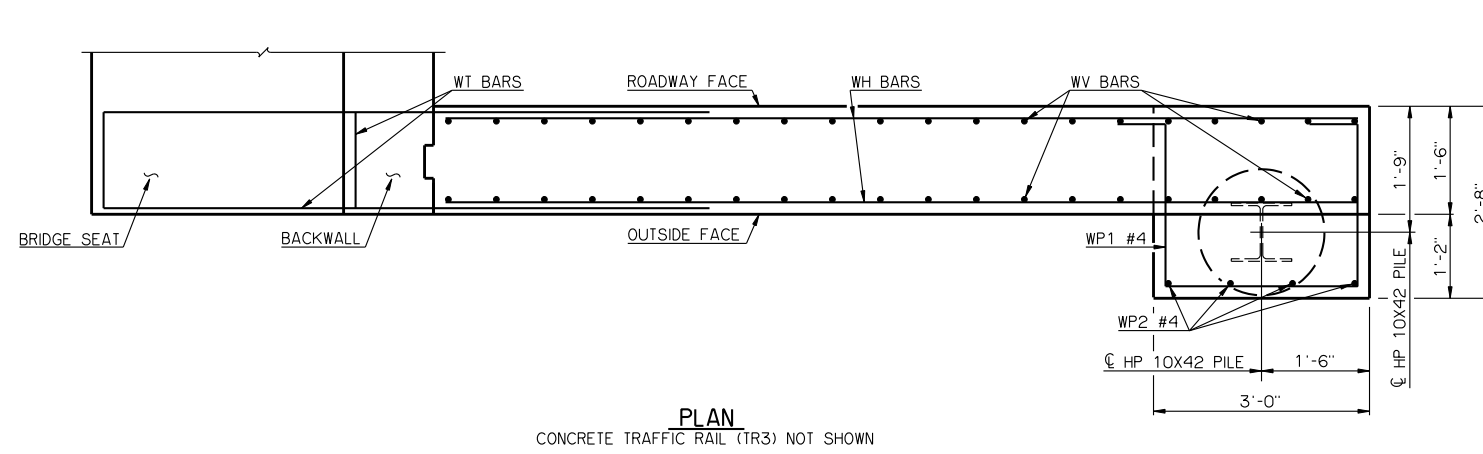 WT BARS
ROADWAY FACE
WH BARS
WV BARS
1'-9"
1'-6"
2'-8"
BRIDGE SEAT
BACKWALL
OUTSIDE FACE
WP1 #4
1'-2"
WP2 #4
℄ HP 10X42 PILE
℄ HP 10X42 PILE
1'-6"
3'-0"
PLAN
CONCRETE TRAFFIC RAIL (TR3) NOT SHOWN